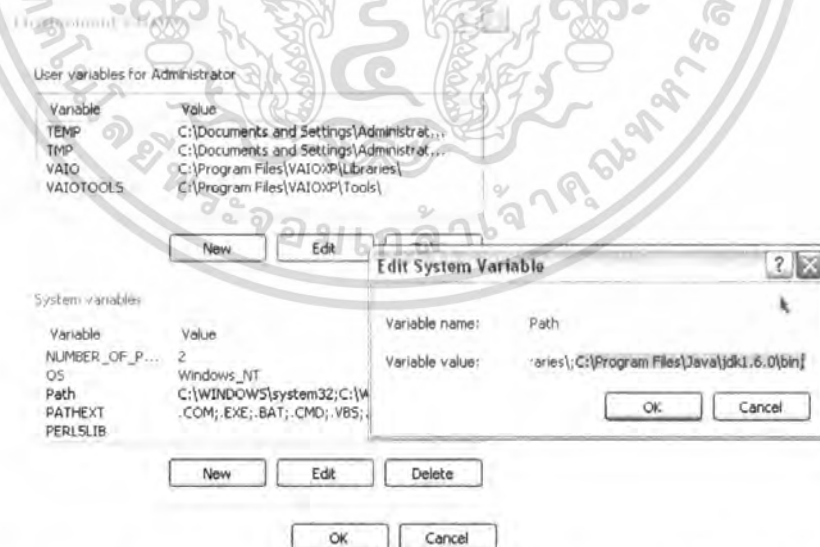 Environment Variables
User variables for Administrator
Variable Value
TEMP C:\Documents and Settings\Administrat...
TMP C:\Documents and Settings\Administrat...
VAIO C:\Program Files\VAIOXP\Libraries\
VAIOTOOLS C:\Program Files\VAIOXP\Tools\
New Edit
Edit System Variable
Variable name: Path
Variable value: raries\;C:\Program Files\Java\jdk1.6.0\bin;
OK Cancel
System variables
Variable Value
NUMBER_OF_P... 2
OS Windows_NT
Path C:\WINDOWS\system32;C:\W
PATHEXT .COM;.EXE;.BAT;.CMD;.VBS;.
PERL5LIB
New Edit Delete
OK Cancel